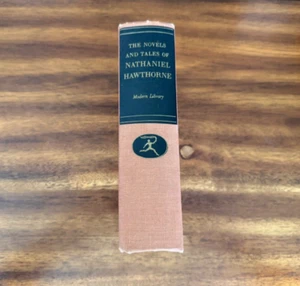 THE NOVELS
AND TALES OF
NATHANIEL
HAWTHORNE
Modern Library